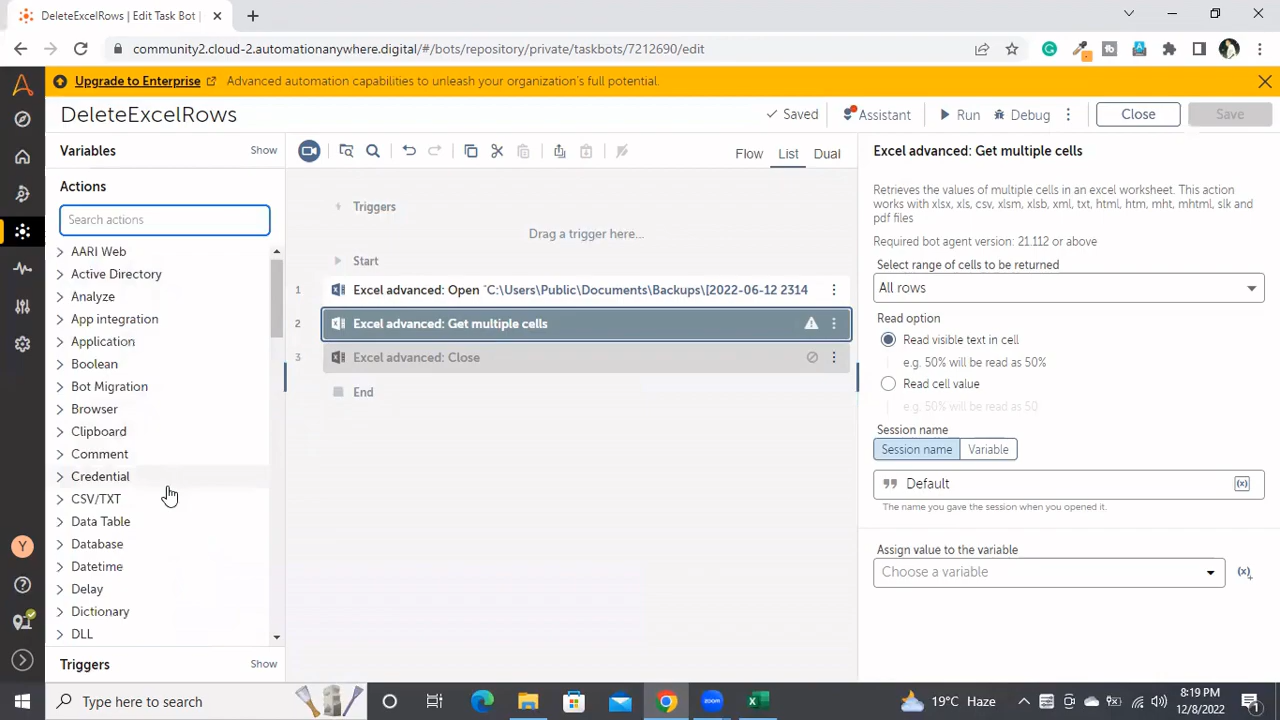 DeleteExcelRows | Edit Task Bot |
community2.cloud-2.automationanywhere.digital/#/bots/repository/private/taskbots/7212690/edit
Upgrade to Enterprise Advanced automation capabilities to unleash your organization's full potential.
DeleteExcelRows
Saved
Assistant
Run
Debug
Close
Save
Variables
Show
Actions
Search actions
AARI Web
Active Directory
Analyze
App integration
Application
Boolean
Bot Migration
Browser
Clipboard
Comment
Credential
CSV/TXT
Data Table
Database
Datetime
Delay
Dictionary
DLL
Triggers
Show
Flow
List
Dual
Triggers
Drag a trigger here...
Start
1 Excel advanced: Open "C:\Users\Public\Documents\Backups\[2022-06-12 2314
2 Excel advanced: Get multiple cells
3 Excel advanced: Close
End
Excel advanced: Get multiple cells
Retrieves the values of multiple cells in an excel worksheet. This action
works with xlsx, xls, csv, xlsm, xlsb, xml, txt, html, htm, mht, mhtml, slk and
pdf files
Required bot agent version: 21.112 or above
Select range of cells to be returned
All rows
Read option
Read visible text in cell
e.g. 50% will be read as 50%
Read cell value
e.g. 50% will be read as 50
Session name
Session name Variable
Default
(x)
The name you gave the session when you opened it.
Assign value to the variable
Choose a variable
(x)+
Y
Type here to search
zoom
19°C Haze
8:19 PM
12/8/2022
1